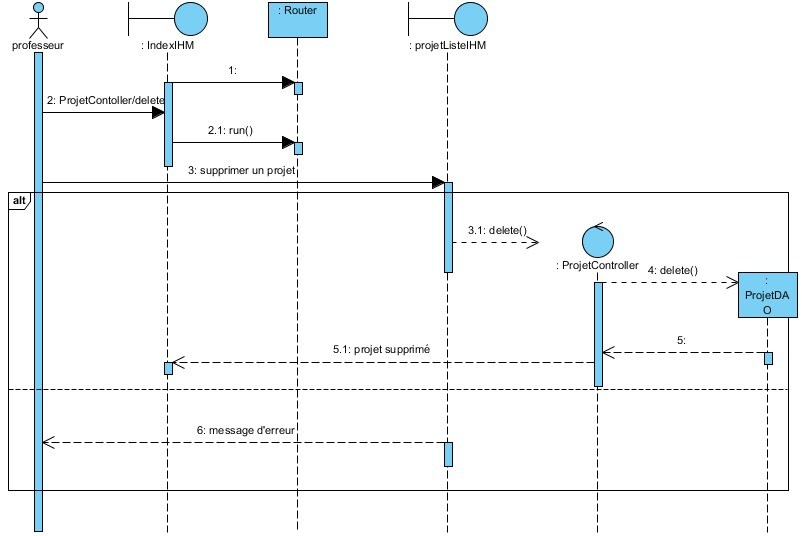 : Router
professeur
: IndexIHM
: projetListeIHM
1:
2: ProjetContoller/delete
2.1: run()
3: supprimer un projet
alt
3.1: delete()
: ProjetController
4: delete()
:
ProjetDA
O
5:
5.1: projet supprimé
6: message d'erreur